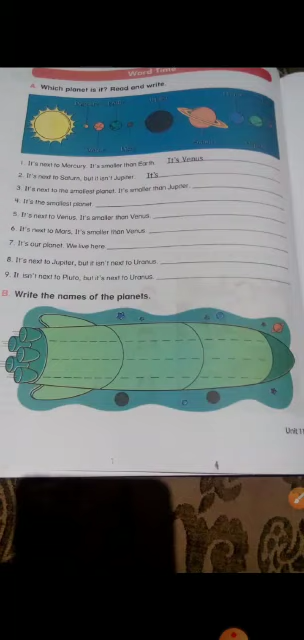 Word Time
A. Which planet is it? Read and write.
1. It's next to Mercury. It's smaller than Earth. It's Venus
2. It's next to Saturn, but it isn't Jupiter. It's
3. It's next to the smallest planet. It's smaller than Jupiter.
4. It's the smallest planet.
5. It's next to Venus. It's smaller than Venus.
6. It's next to Mars. It's smaller than Venus.
7. It's our planet. We live here.
8. It's next to Jupiter, but it isn't next to Uranus.
9. It isn't next to Pluto, but it's next to Uranus.
B. Write the names of the planets.
Unit